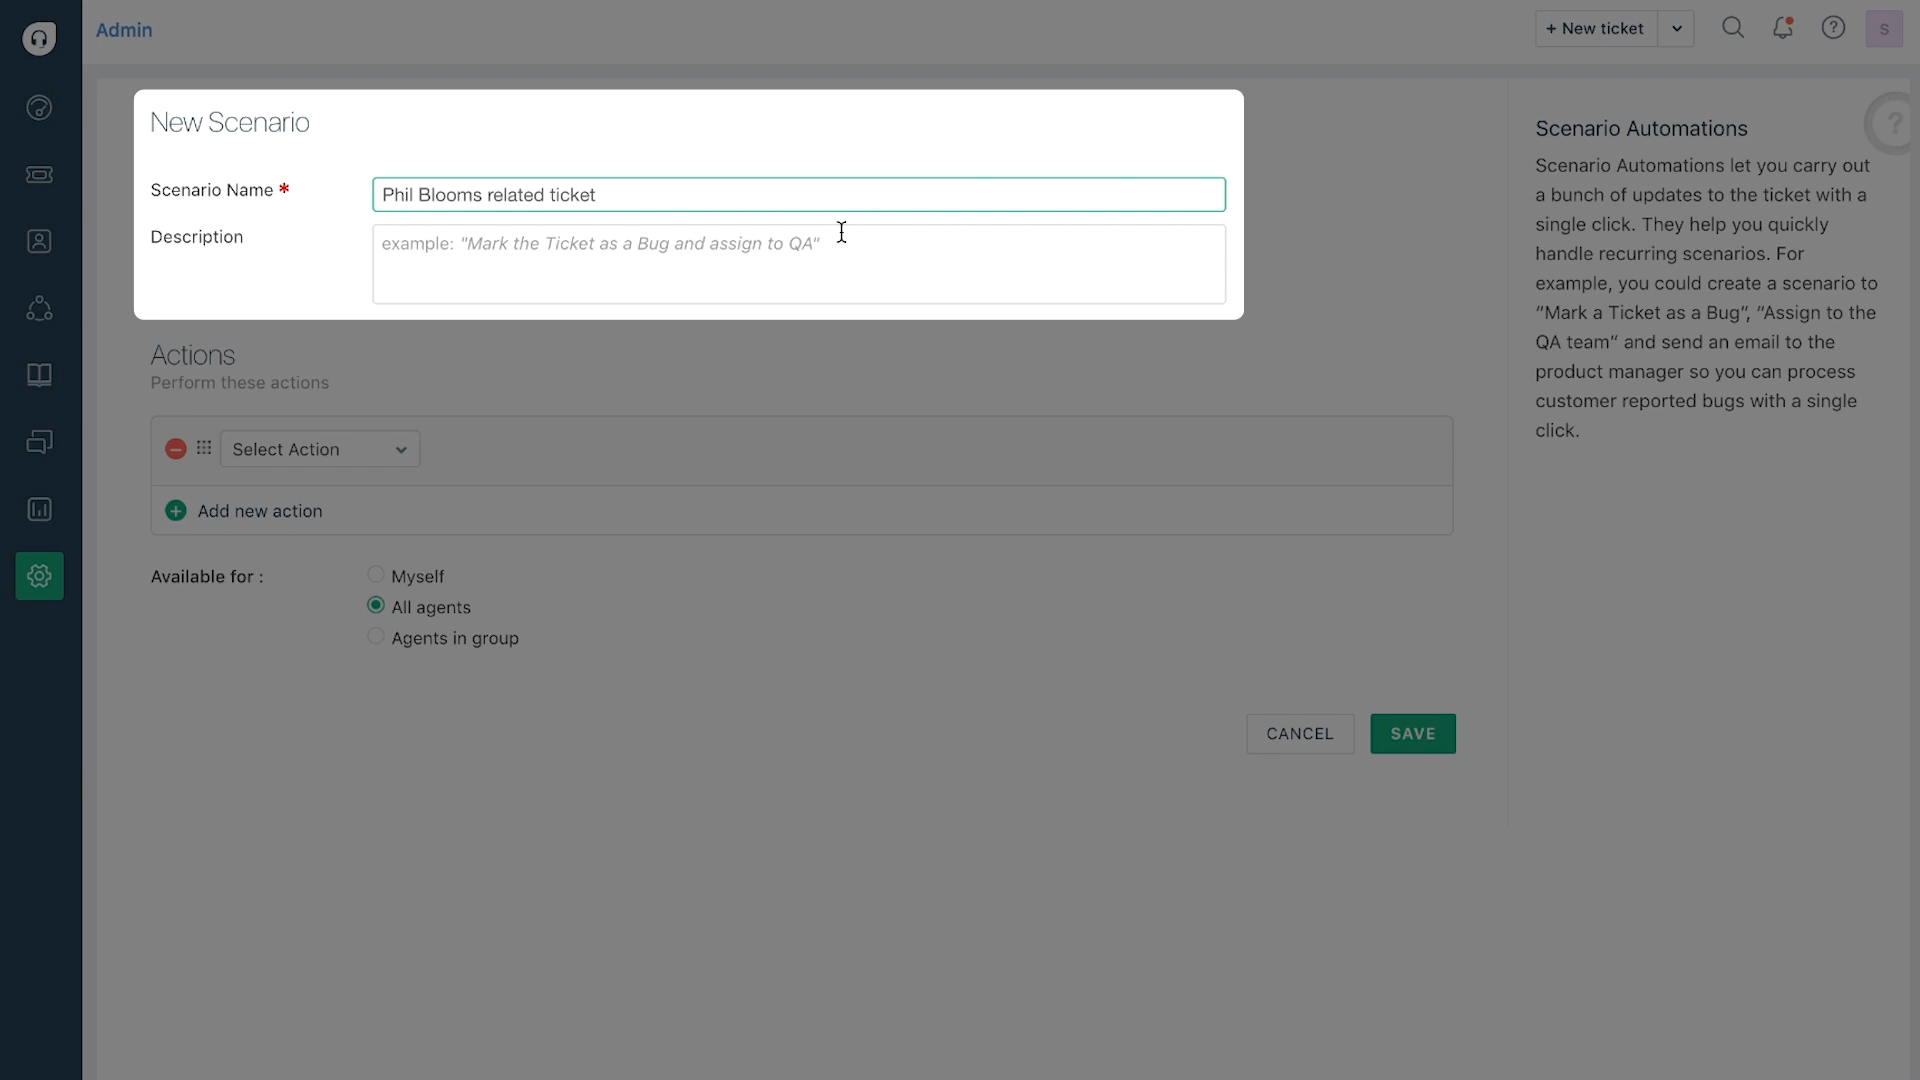 Admin
+ New ticket
S
New Scenario
Scenario Name *
Phil Blooms related ticket
Description
example: "Mark the Ticket as a Bug and assign to QA"
Actions
Perform these actions
Select Action
Add new action
Available for :
Myself
All agents
Agents in group
CANCEL
SAVE
?
Scenario Automations
Scenario Automations let you carry out
a bunch of updates to the ticket with a
single click. They help you quickly
handle recurring scenarios. For
example, you could create a scenario to
“Mark a Ticket as a Bug”, “Assign to the
QA team” and send an email to the
product manager so you can process
customer reported bugs with a single
click.